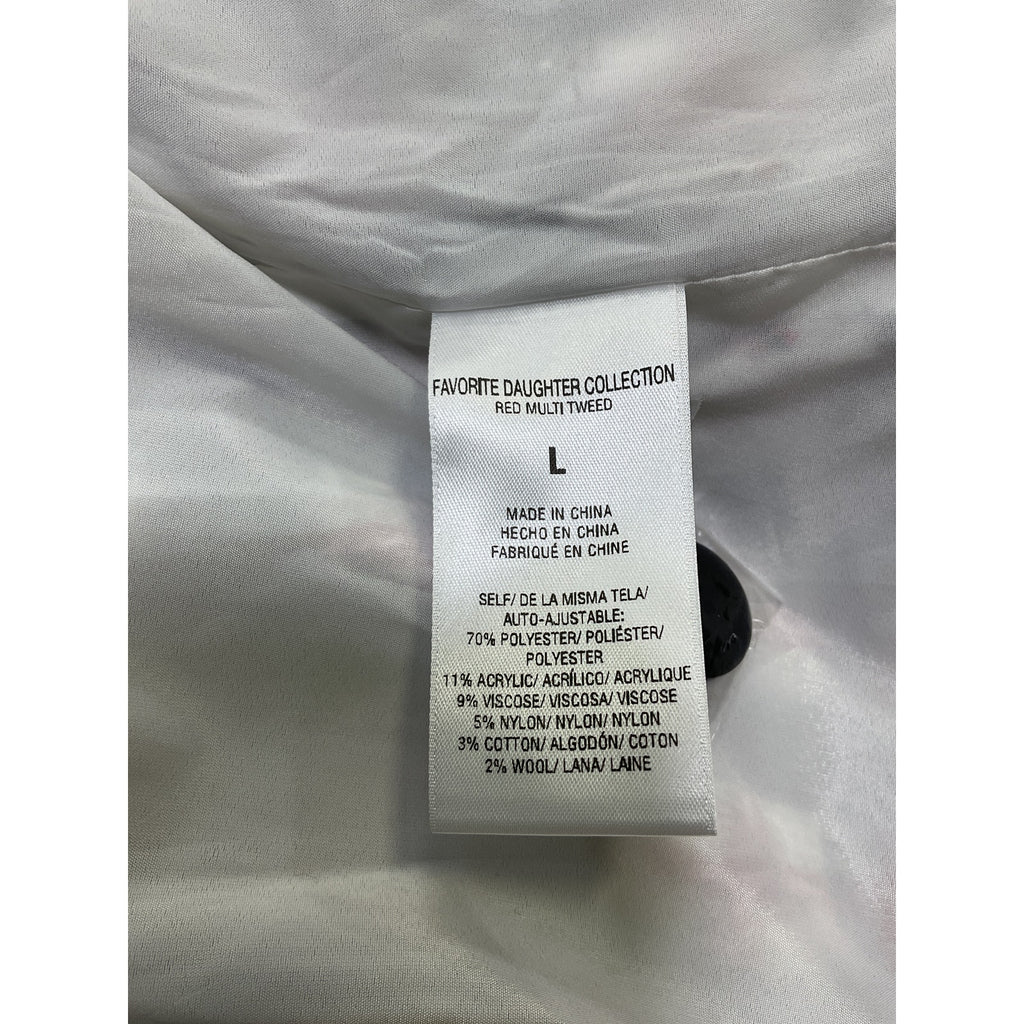 FAVORITE DAUGHTER COLLECTION
RED MULTI TWEED
L
MADE IN CHINA
HECHO EN CHINA
FABRIQUÉ EN CHINE
SELF/ DE LA MISMA TELA/
AUTO-AJUSTABLE:
70% POLYESTER/ POLIÉSTER/
POLYESTER
11% ACRYLIC/ ACRÍLICO/ ACRYLIQUE
9% VISCOSE/ VISCOSA/ VISCOSE
5% NYLON/ NYLON/ NYLON
3% COTTON/ ALGODÓN/ COTON
2% WOOL/ LANA/ LAINE